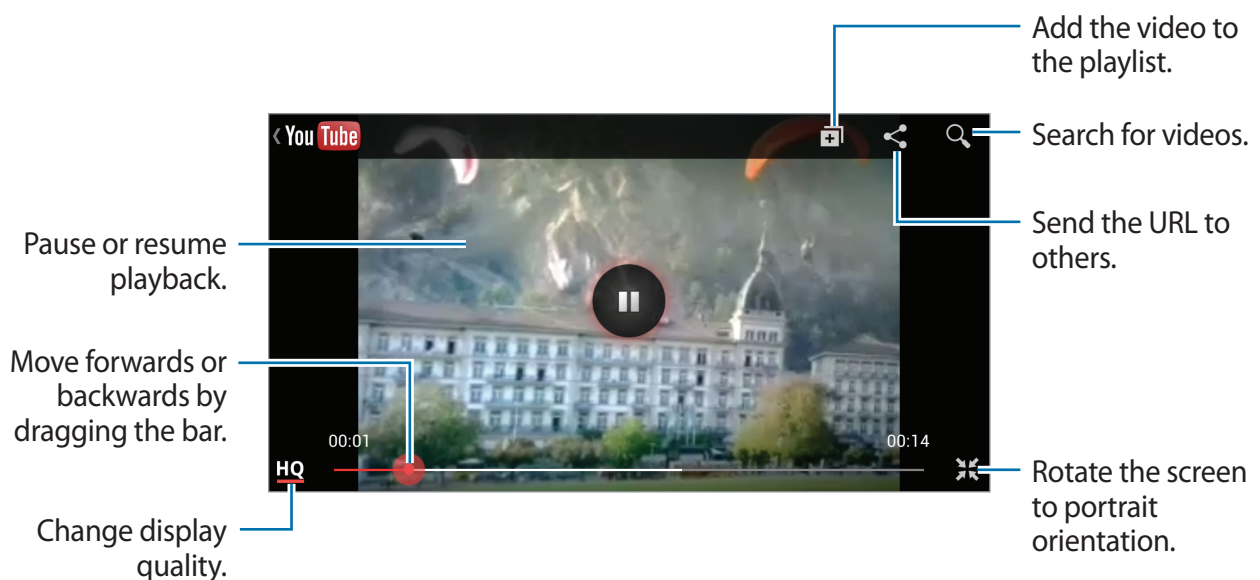 Add the video to
the playlist.
You Tube
Search for videos.
Send the URL to
others.
Pause or resume
playback.
Move forwards or
backwards by
dragging the bar.
00:01
00:14
HQ
Rotate the screen
to portrait
orientation.
Change display
quality.